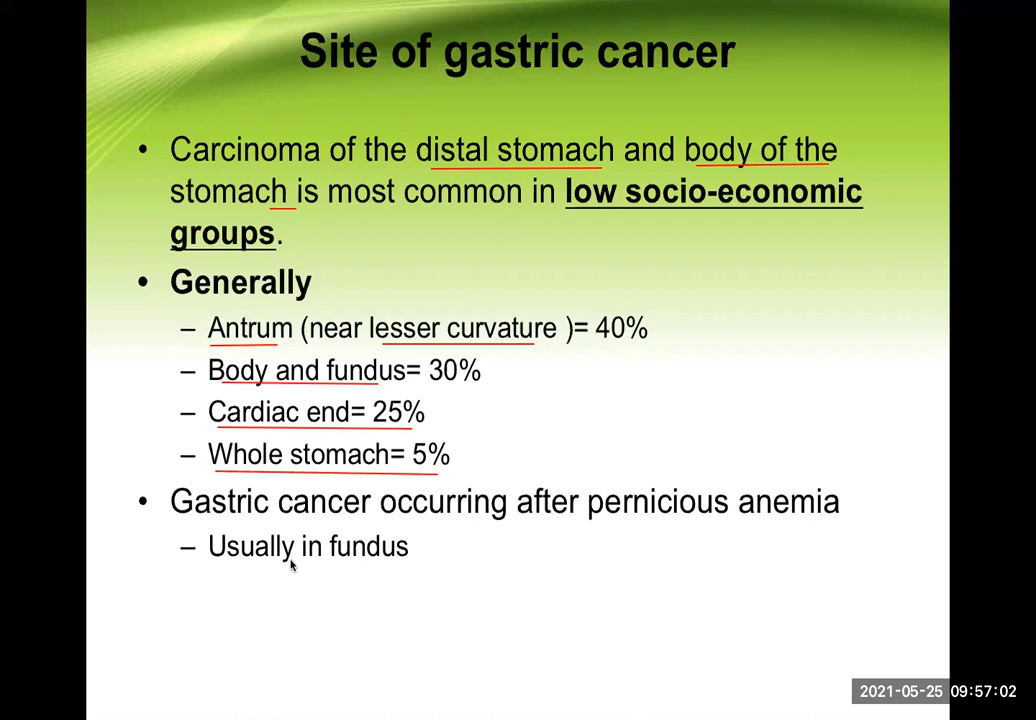 Site of gastric cancer
• Carcinoma of the distal stomach and body of the
stomach is most common in low socio-economic
groups.
• Generally
– Antrum (near lesser curvature )= 40%
– Body and fundus= 30%
– Cardiac end= 25%
– Whole stomach= 5%
• Gastric cancer occurring after pernicious anemia
– Usually in fundus
2021-05-25 09:57:02